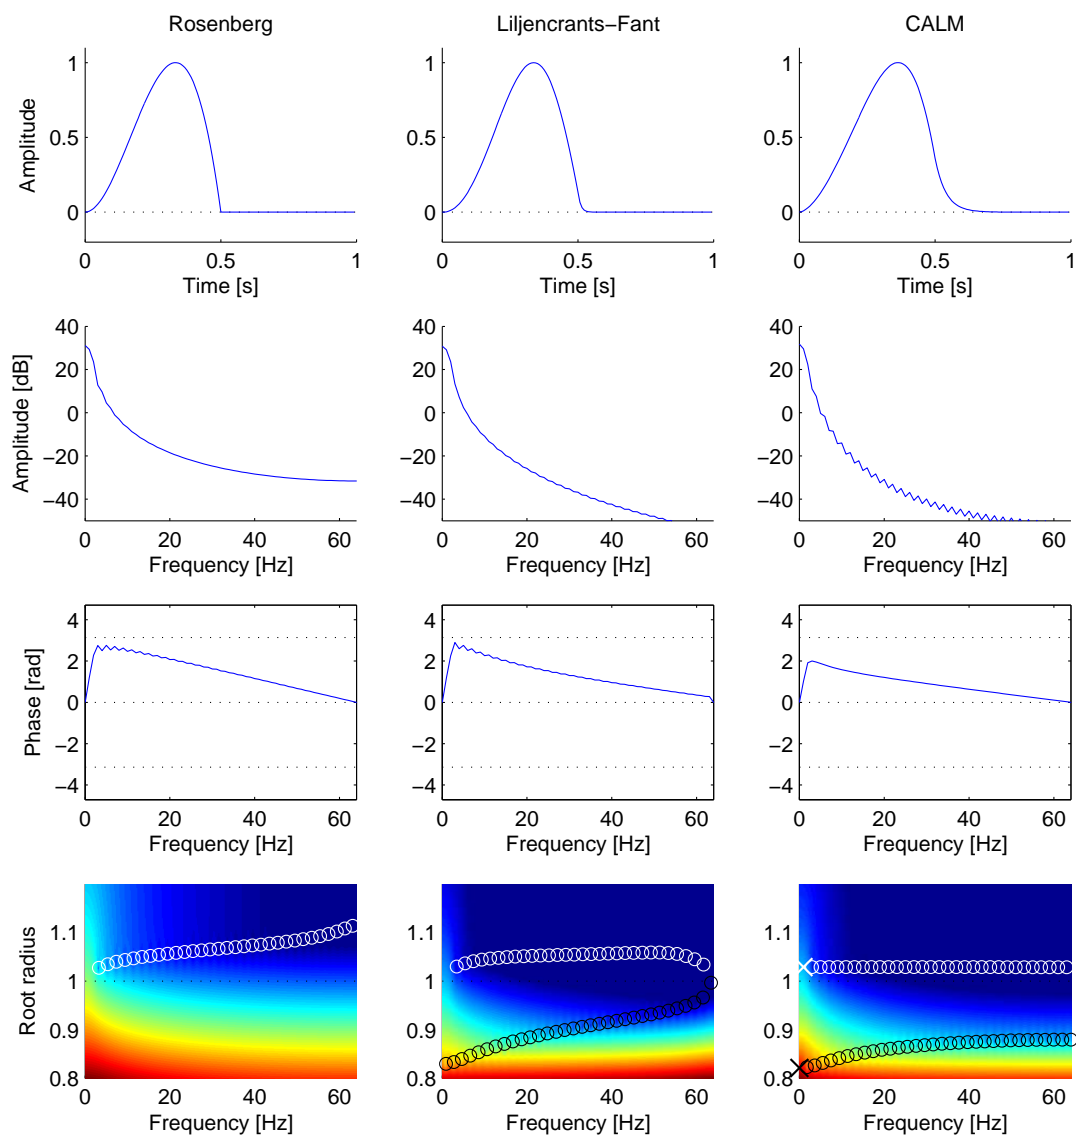 Rosenberg Liljencrants−Fant CALM
1 1 1
Amplitude
0.5 0.5 0.5
0 0 0
0 0.5 1 0 0.5 1 0 0.5 1
Time [s] Time [s] Time [s]
40 40 40
20 20 20
Amplitude [dB]
0 0 0
−20 −20 −20
−40 −40 −40
0 20 40 60 0 20 40 60 0 20 40 60
Frequency [Hz] Frequency [Hz] Frequency [Hz]
4 4 4
2 2 2
Phase [rad]
0 0 0
−2 −2 −2
−4 −4 −4
0 20 40 60 0 20 40 60 0 20 40 60
Frequency [Hz] Frequency [Hz] Frequency [Hz]
1.1 1.1 1.1
Root radius
1 1 1
0.9 0.9 0.9
0.8 0.8 0.8
0 20 40 60 0 20 40 60 0 20 40 60
Frequency [Hz] Frequency [Hz] Frequency [Hz]